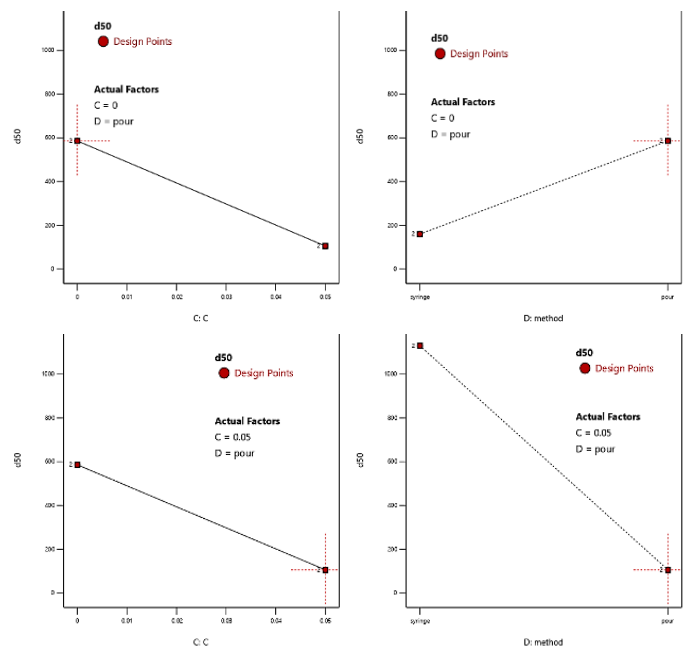 d50
Design Points
Actual Factors
C = 0
D = pour
d50
1000
800
600
400
200
0
2
2
0
0.01
0.02
0.03
0.04
0.05
C: C
d50
Design Points
Actual Factors
C = 0
D = pour
d50
1000
800
600
400
200
0
2
2
syringe
pour
D: method
d50
Design Points
Actual Factors
C = 0.05
D = pour
d50
1000
800
600
400
200
0
2
2
0
0.01
0.02
0.03
0.04
0.05
C: C
d50
Design Points
Actual Factors
C = 0.05
D = pour
d50
1000
800
600
400
200
0
2
2
syringe
pour
D: method